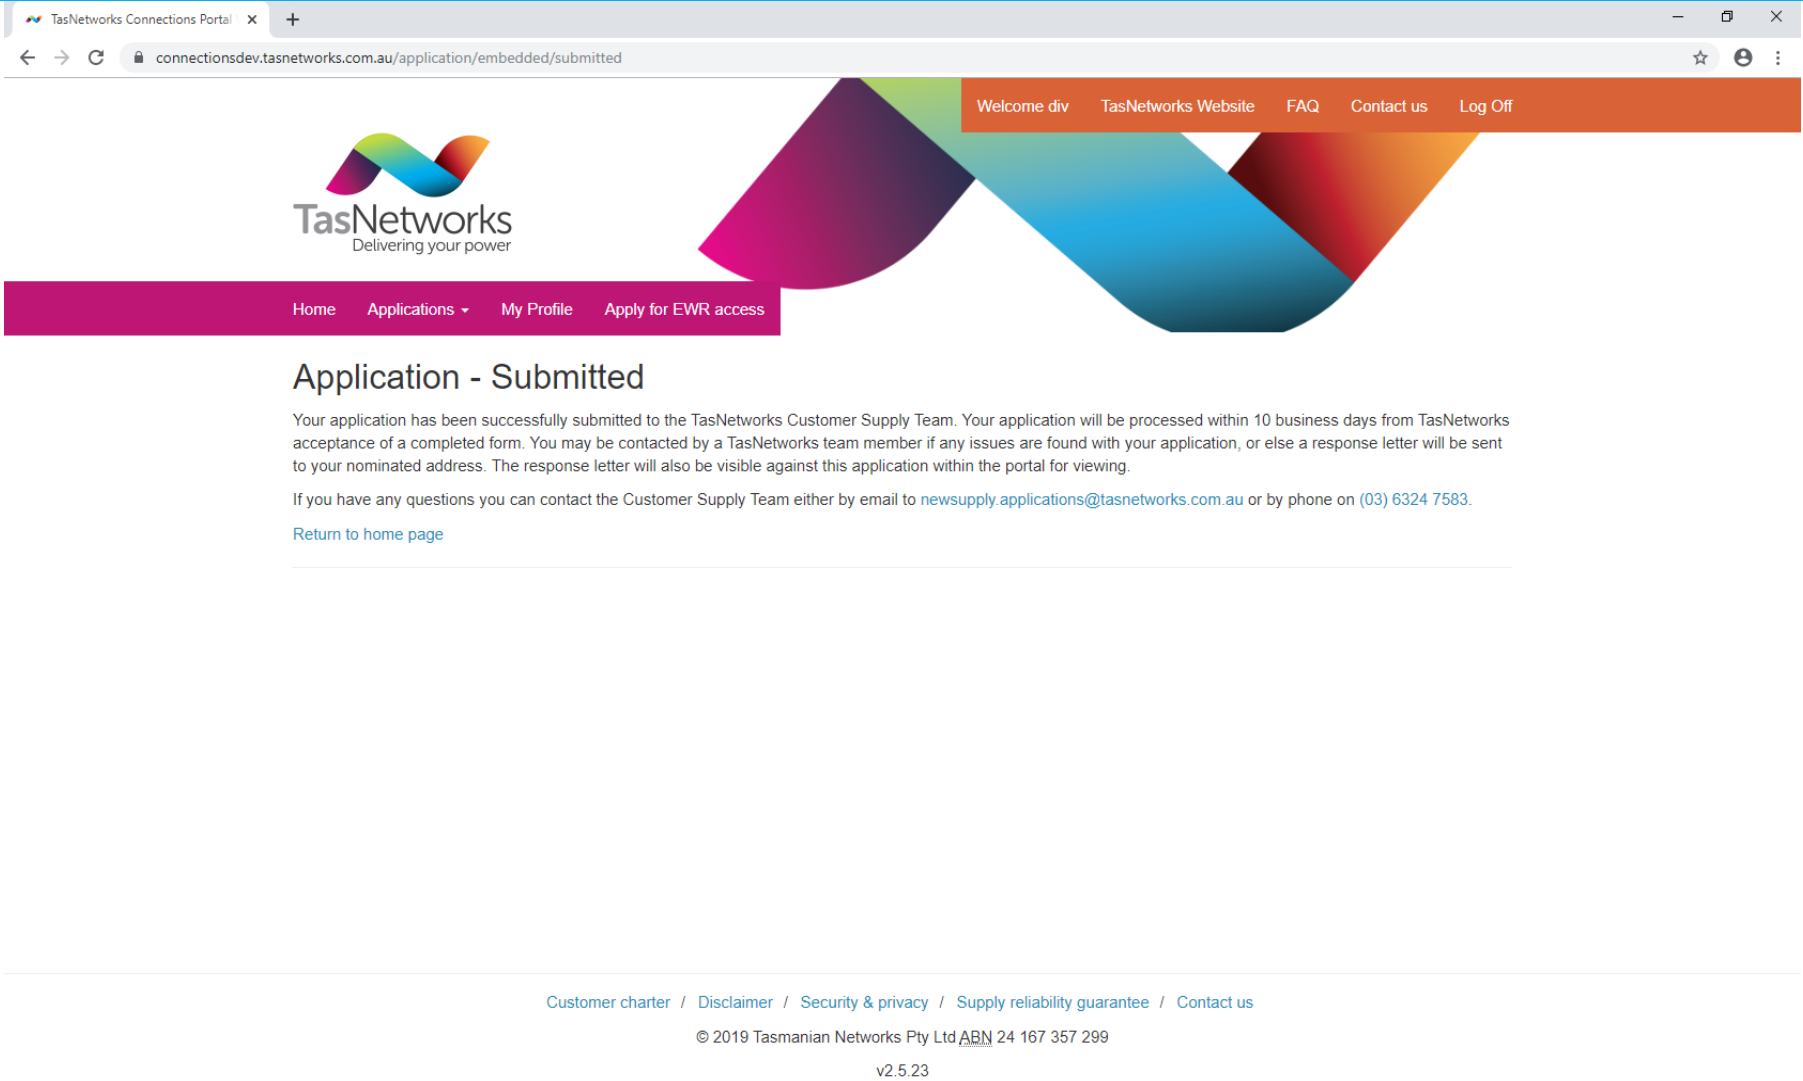 TasNetworks Connections Portal
connectionsdev.tasnetworks.com.au/application/embedded/submitted
Welcome div TasNetworks Website FAQ Contact us Log Off
TasNetworks
Delivering your power
Home Applications My Profile Apply for EWR access
Application - Submitted
Your application has been successfully submitted to the TasNetworks Customer Supply Team. Your application will be processed within 10 business days from TasNetworks
acceptance of a completed form. You may be contacted by a TasNetworks team member if any issues are found with your application, or else a response letter will be sent
to your nominated address. The response letter will also be visible against this application within the portal for viewing.
If you have any questions you can contact the Customer Supply Team either by email to newsupply.applications@tasnetworks.com.au or by phone on (03) 6324 7583.
Return to home page
Customer charter / Disclaimer / Security & privacy / Supply reliability guarantee / Contact us
© 2019 Tasmanian Networks Pty Ltd ABN 24 167 357 299
v2.5.23